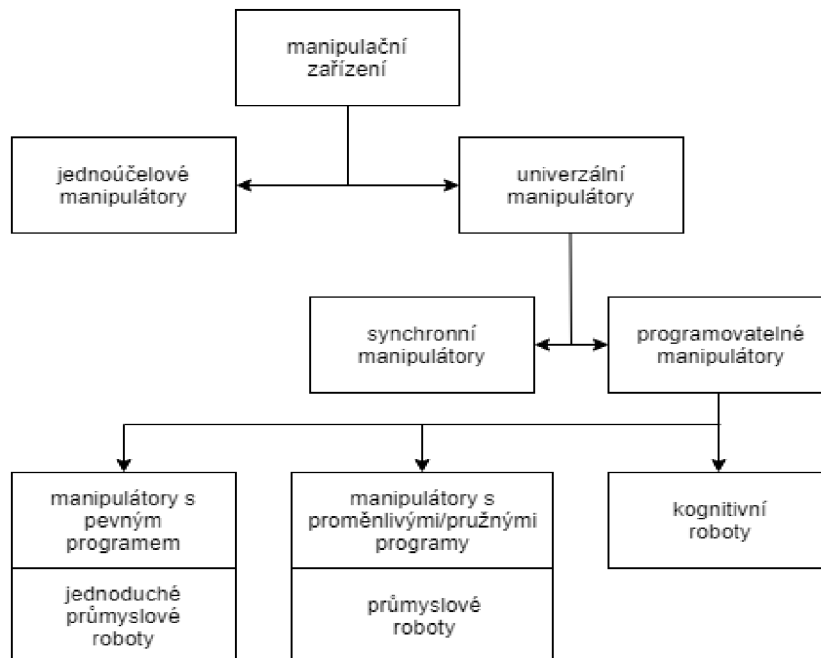 manipulační
zařízení
jednoúčelové
manipulátory
univerzální
manipulátory
synchronní
manipulátory
programovatelné
manipulátory
manipulátory s
pevným
programem
manipulátory s
proměnlivými/pružnými
programy
kognitivní
roboty
jednoduché
průmyslové
roboty
průmyslové
roboty